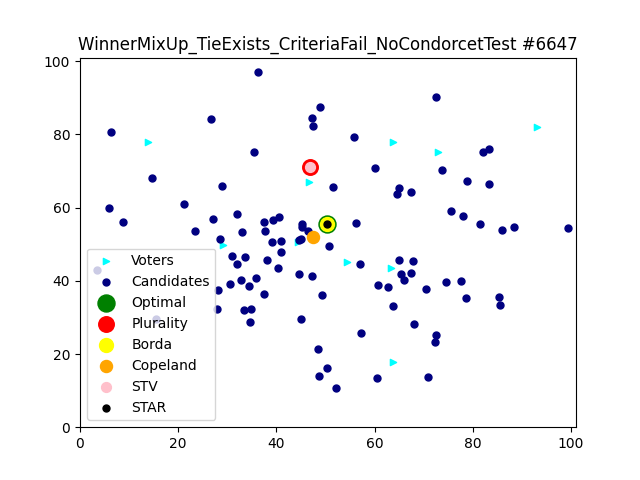 WinnerMixUp_TieExists_CriteriaFail_NoCondorcetTest #6647
100
80
60
40
20
0
0
20
40
60
80
100
Voters
Candidates
Optimal
Plurality
Borda
Copeland
STV
STAR